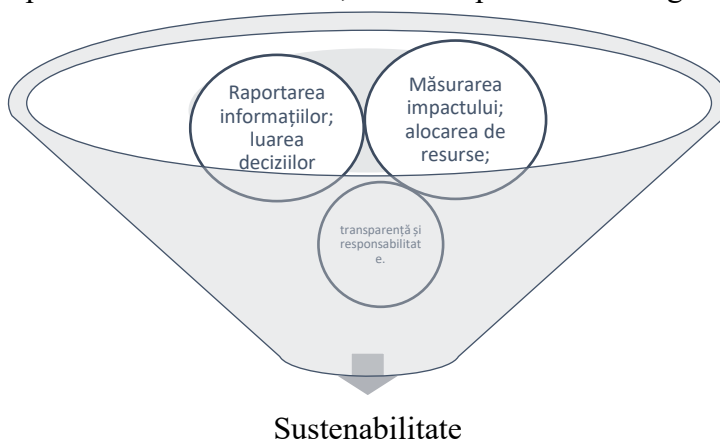 Raportarea
informațiilor;
luarea
deciziilor
Măsurarea
impactului;
alocarea de
resurse;
transparență și
responsabilitat
e.
Sustenabilitate